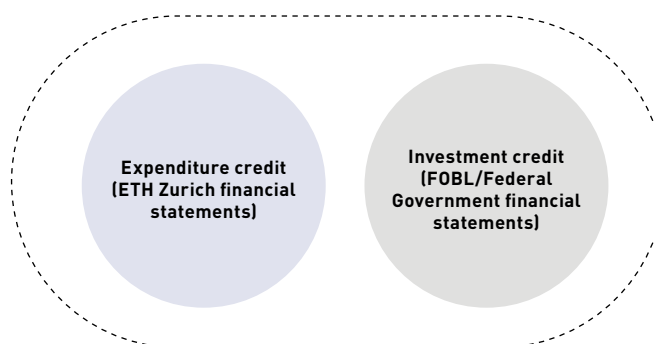 Expenditure credit
(ETH Zurich financial
statements)
Investment credit
(FOBL/Federal
Government financial
statements)